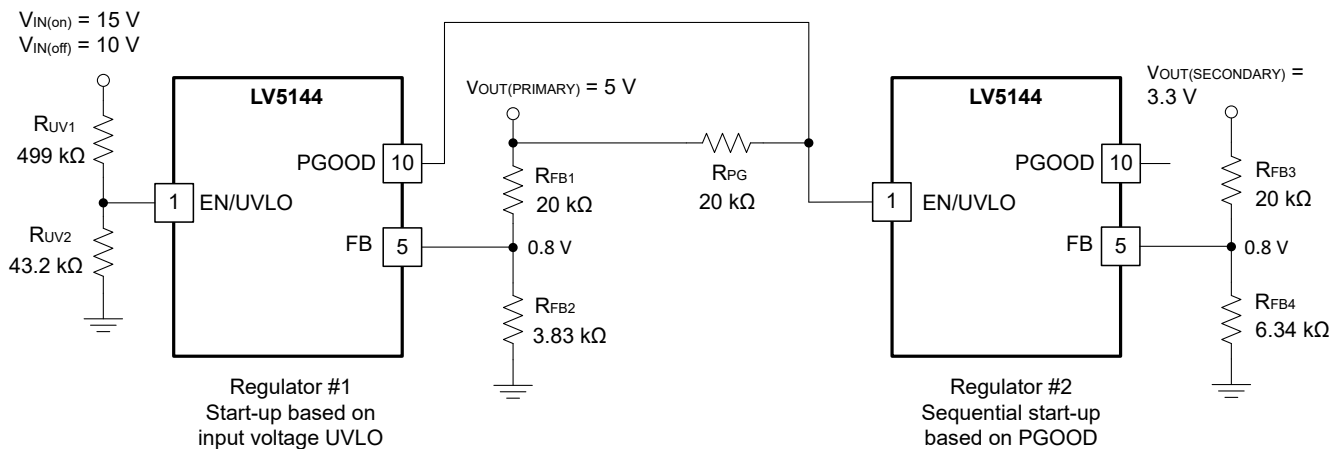 VIN(on) = 15 V
VIN(off) = 10 V
RUV1
499 kΩ
RUV2
43.2 kΩ
LV5144
PGOOD
10
1
EN/UVLO
FB
5
VOUT(PRIMARY) = 5 V
RFB1
20 kΩ
0.8 V
RFB2
3.83 kΩ
RPG
20 kΩ
LV5144
PGOOD
10
1
EN/UVLO
FB
5
VOUT(SECONDARY) =
3.3 V
RFB3
20 kΩ
0.8 V
RFB4
6.34 kΩ
Regulator #1
Start-up based on
input voltage UVLO
Regulator #2
Sequential start-up
based on PGOOD